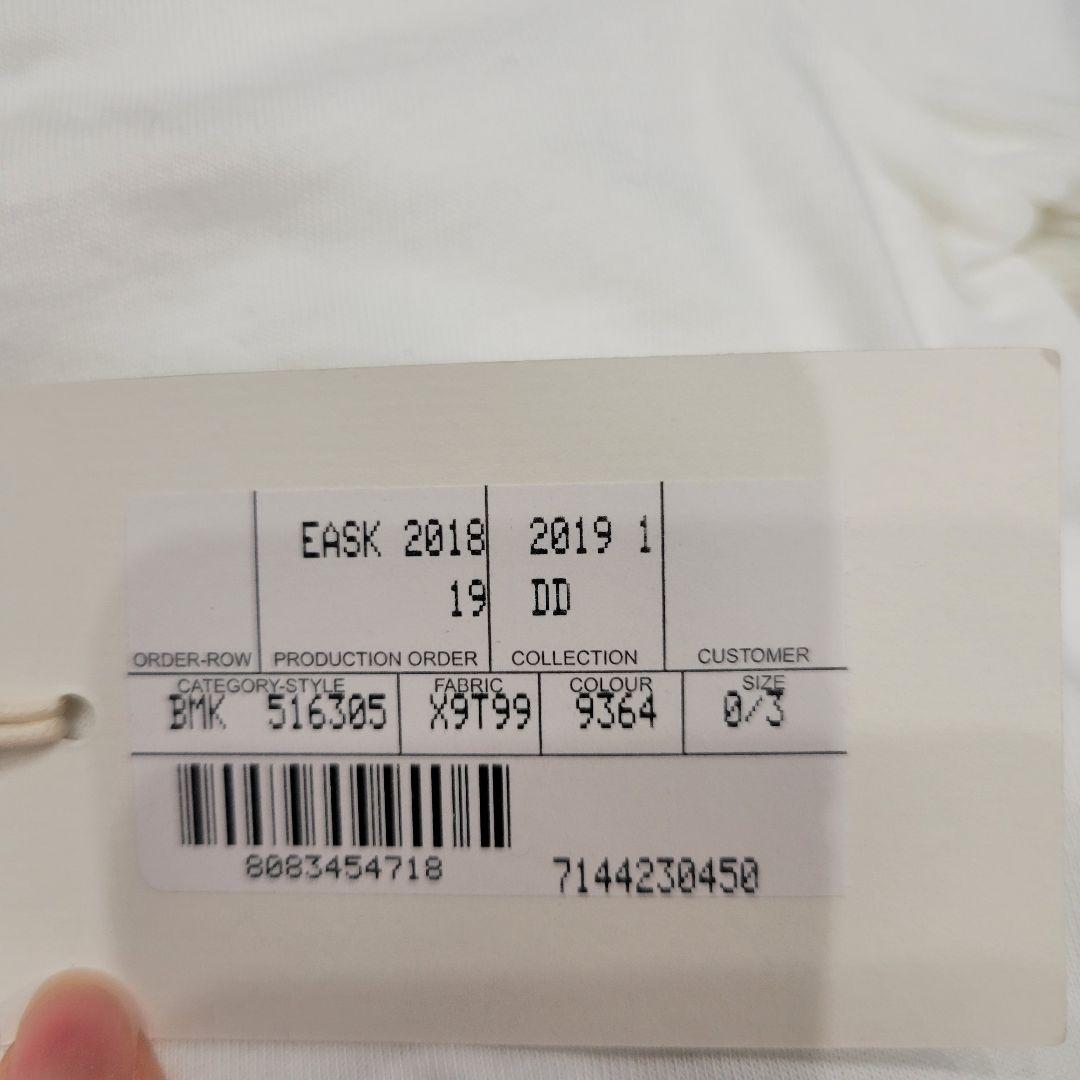 EASK 2018 2019 1
19 DD
ORDER-ROW PRODUCTION ORDER COLLECTION CUSTOMER
CATEGORY-STYLE FABRIC COLOUR SIZE
BMK 516305 X9T99 9364 0/3
8083454718 7144230450